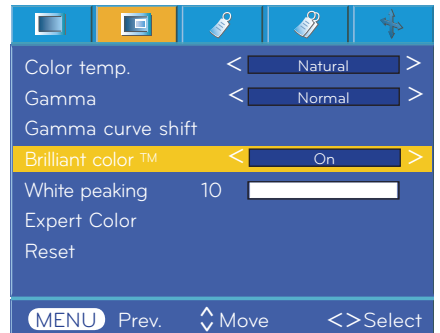 Color temp. < Natural >
Gamma < Normal >
Gamma curve shift
Brilliant color ™ < On >
White peaking 10
Expert Color
Reset
MENU Prev. Move <>Select